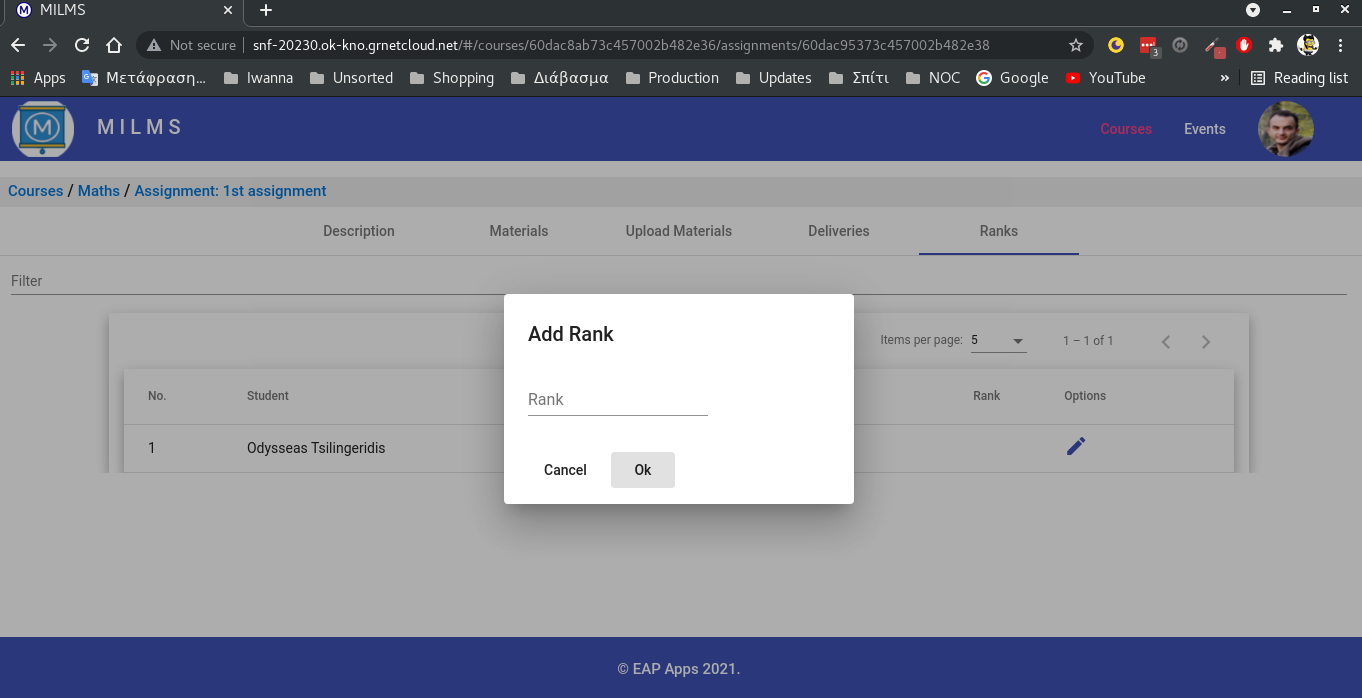 M MILMS
Not secure snf-20230.ok-kno.grnetcloud.net/#/courses/60dac8ab73c457002b482e36/assignments/60dac95373c457002b482e38
3
Apps Μετάφραση... Iwanna Unsorted Shopping Διάβασμα Production Updates Σπίτι NOC Google YouTube » Reading list
M MILMS Courses Events
Courses / Maths / Assignment: 1st assignment
Description Materials Upload Materials Deliveries Ranks
Filter
Add Rank
Items per page: 5 1 – 1 of 1
No. Student Rank Options
Rank
1 Odysseas Tsilingeridis
Cancel Ok
© EAP Apps 2021.